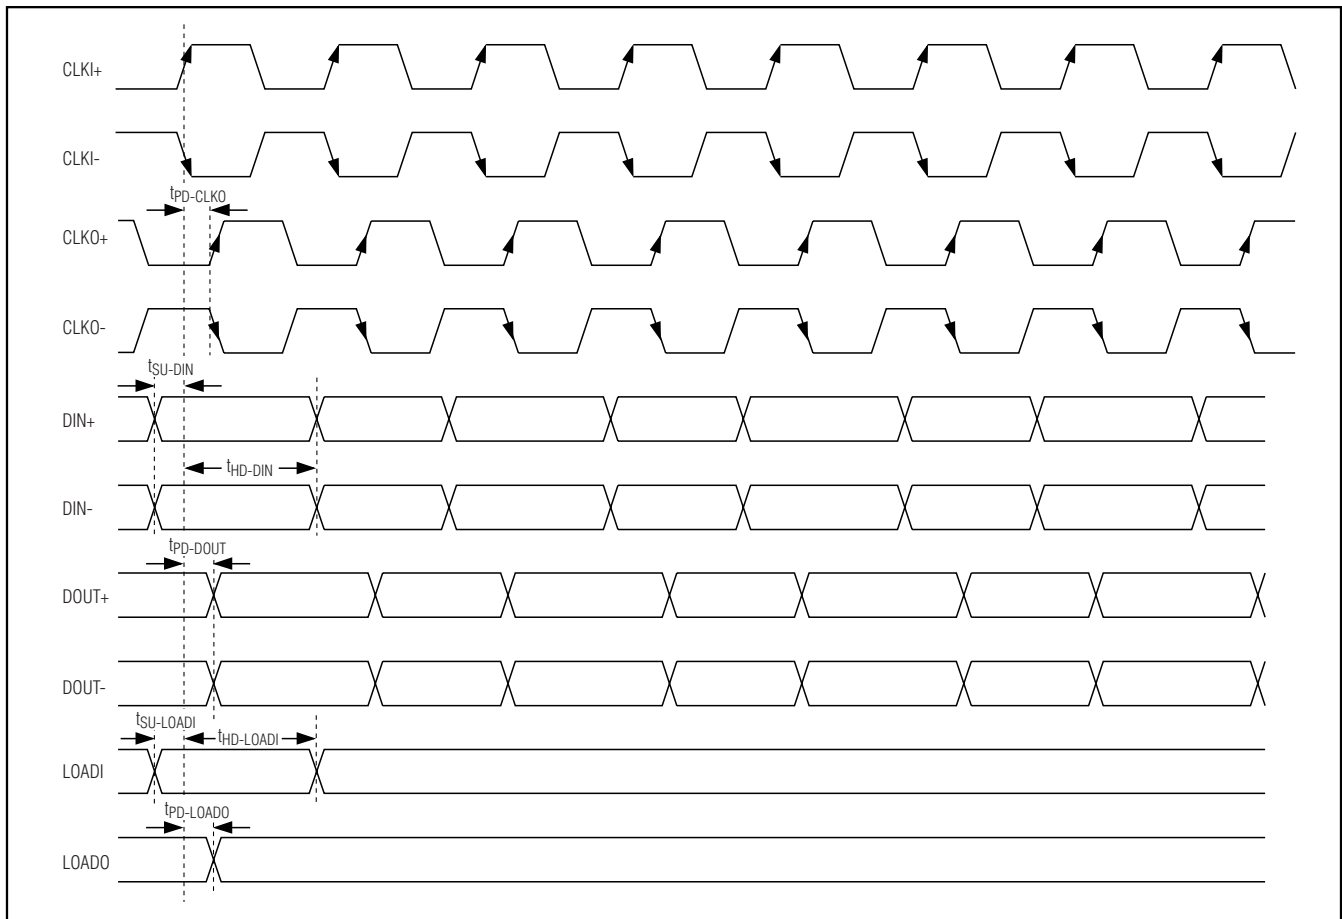 CLKI+
CLKI-
tPD-CLKO
CLKO+
CLKO-
tSU-DIN
DIN+
tHD-DIN
DIN-
tPD-DOUT
DOUT+
DOUT-
tSU-LOADI
tHD-LOADI
LOADI
tPD-LOADO
LOADO